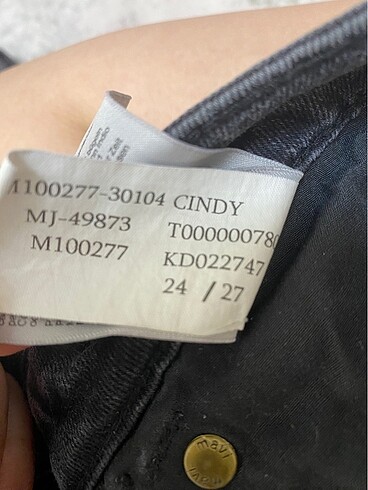 M100277-30104 CINDY
MJ-49873 T00000078
M100277 KD022747
24 / 27
mavi